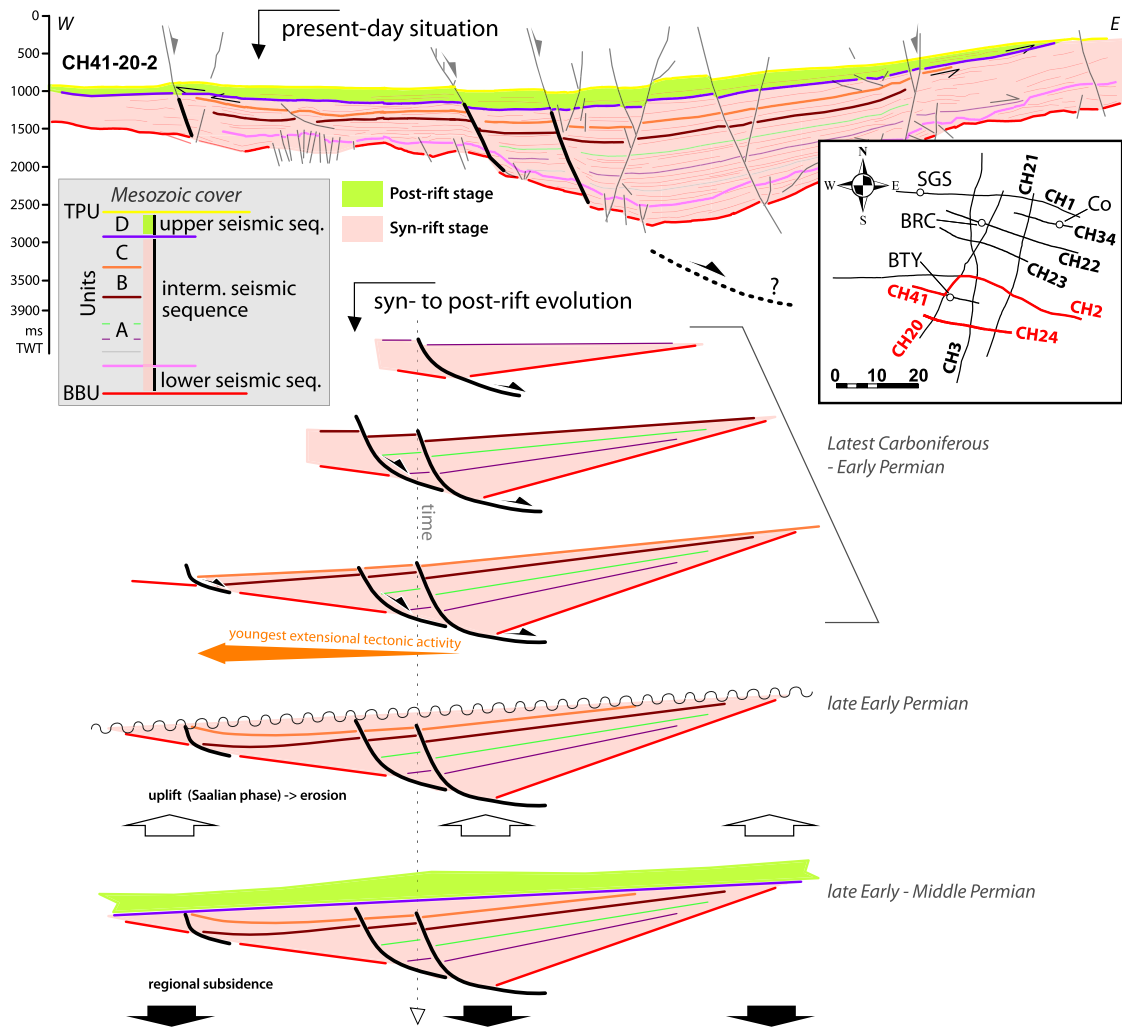 0
W
E
present-day situation
500
CH41-20-2
1000
1500
2000
2500
3000
3500
3900
ms
TWT
Mesozoic cover
TPU
D
upper seismic seq.
C
B
interm. seismic
sequence
A
Units
lower seismic seq.
BBU
Post-rift stage
Syn-rift stage
?
N
W
E
S
SGS
CH21
CH1
Co
BRC
CH34
CH22
CH23
BTY
CH41
CH2
CH20
CH24
CH3
0 10 20
syn- to post-rift evolution
time
Latest Carboniferous
- Early Permian
youngest extensional tectonic activity
late Early Permian
uplift (Saalian phase) -> erosion
late Early - Middle Permian
regional subsidence